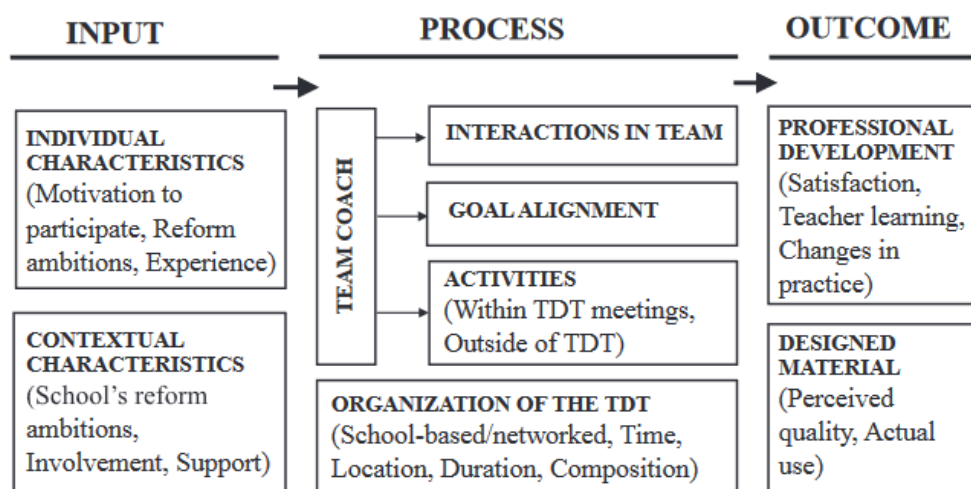 INPUT
PROCESS
OUTCOME
INDIVIDUAL
CHARACTERISTICS
(Motivation to
participate, Reform
ambitions, Experience)
CONTEXTUAL
CHARACTERISTICS
(School’s reform
ambitions,
Involvement, Support)
TEAM COACH
INTERACTIONS IN TEAM
GOAL ALIGNMENT
ACTIVITIES
(Within TDT meetings,
Outside of TDT)
ORGANIZATION OF THE TDT
(School-based/networked, Time,
Location, Duration, Composition)
PROFESSIONAL
DEVELOPMENT
(Satisfaction,
Teacher learning,
Changes in
practice)
DESIGNED
MATERIAL
(Perceived
quality, Actual
use)